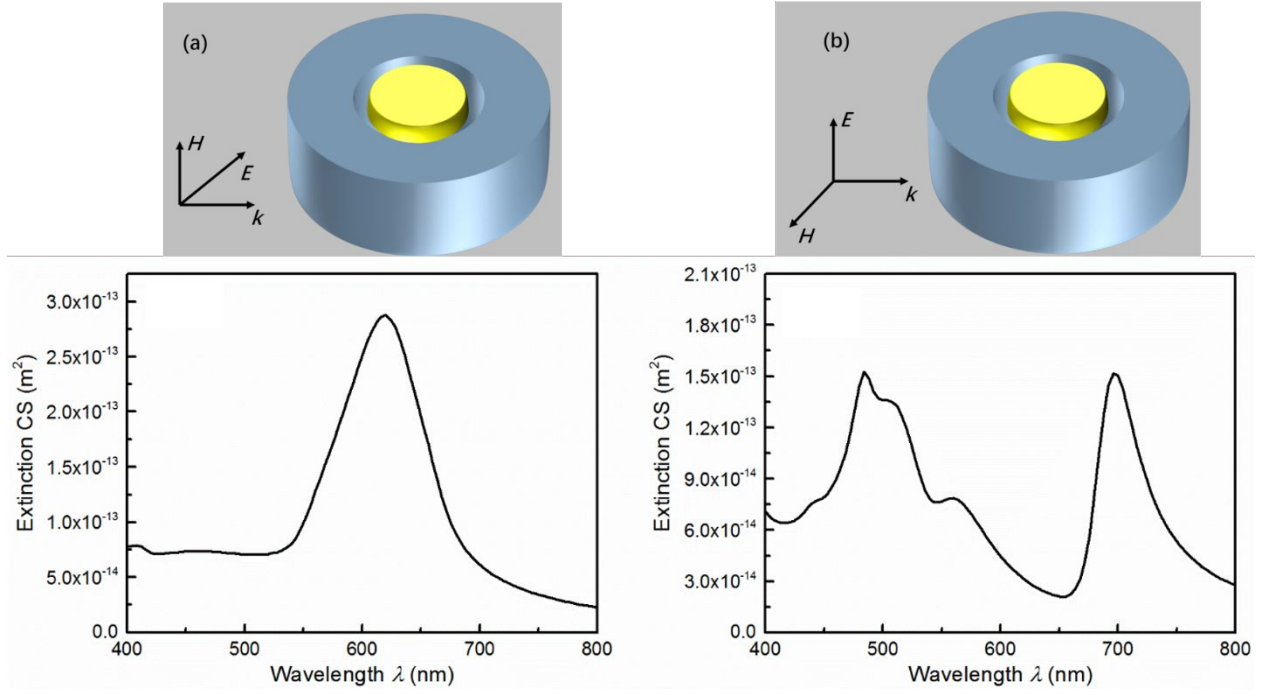 (a)
H
E
k
(b)
E
k
H
3.0x10⁻¹³
2.5x10⁻¹³
2.0x10⁻¹³
1.5x10⁻¹³
1.0x10⁻¹³
5.0x10⁻¹⁴
0.0
Extinction CS (m²)
400 500 600 700 800
Wavelength λ (nm)
2.1x10⁻¹³
1.8x10⁻¹³
1.5x10⁻¹³
1.2x10⁻¹³
9.0x10⁻¹⁴
6.0x10⁻¹⁴
3.0x10⁻¹⁴
0.0
Extinction CS (m²)
400 500 600 700 800
Wavelength λ (nm)